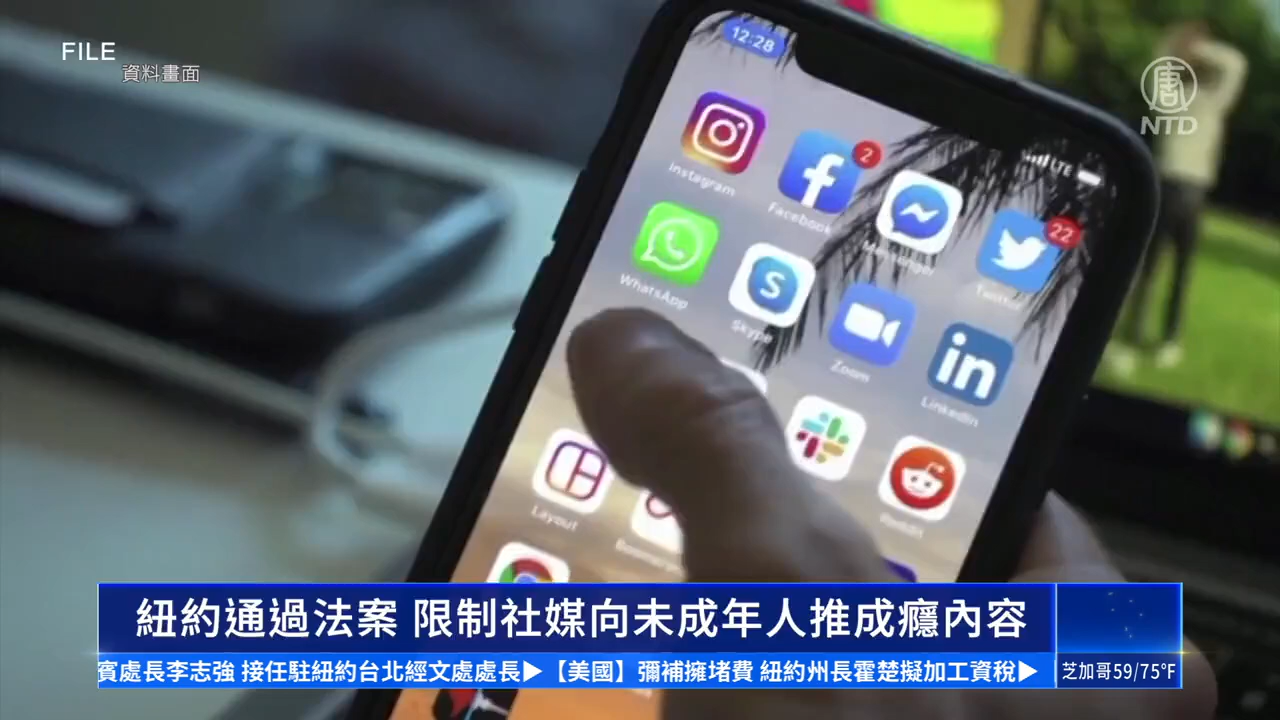 FILE
資料畫面
唐
NTD
12:28
LTE
Instagram
2
Facebook
Messenger
22
Twitter
WhatsApp
Skype
Zoom
in
LinkedIn
Layout
Reddit
紐約通過法案 限制社媒向未成年人推成癮內容
賓處長李志強 接任駐紐約台北經文處處長▶ 【美國】彌補擁堵費 紐約州長霍楚擬加工資稅▶
芝加哥59/75°F